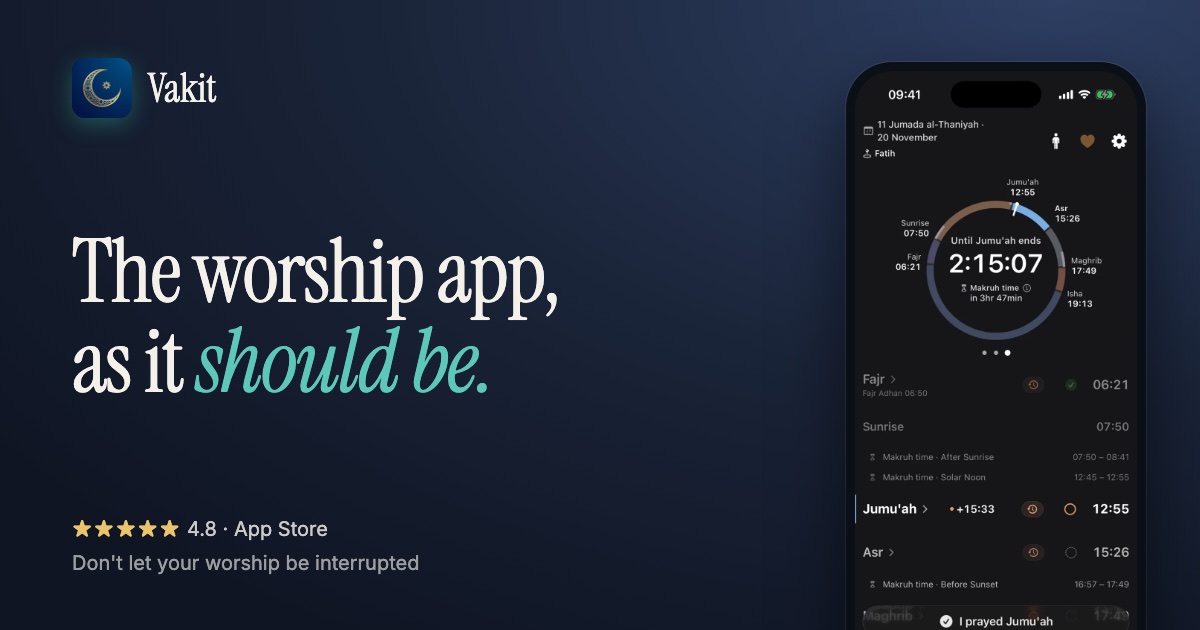 Vakit
The worship app,
as it should be.
★★★★★ 4.8 · App Store
Don't let your worship be interrupted
09:41
11 Jumada al-Thaniyah ·
20 November
Fatih
Jumu'ah
12:55
Asr
15:26
Sunrise
07:50
Until Jumu'ah ends
Fajr
06:21
2:15:07
Maghrib
17:49
Makruh time
in 3hr 47min
Isha
19:13
Fajr 06:21
Fajr Adhan 06:50
Sunrise 07:50
Makruh time · After Sunrise 07:50 – 08:41
Makruh time · Solar Noon 12:45 – 12:55
Jumu'ah •+15:33 12:55
Asr 15:26
Makruh time · Before Sunset 16:57 – 17:49
Maghrib 17:49
I prayed Jumu'ah